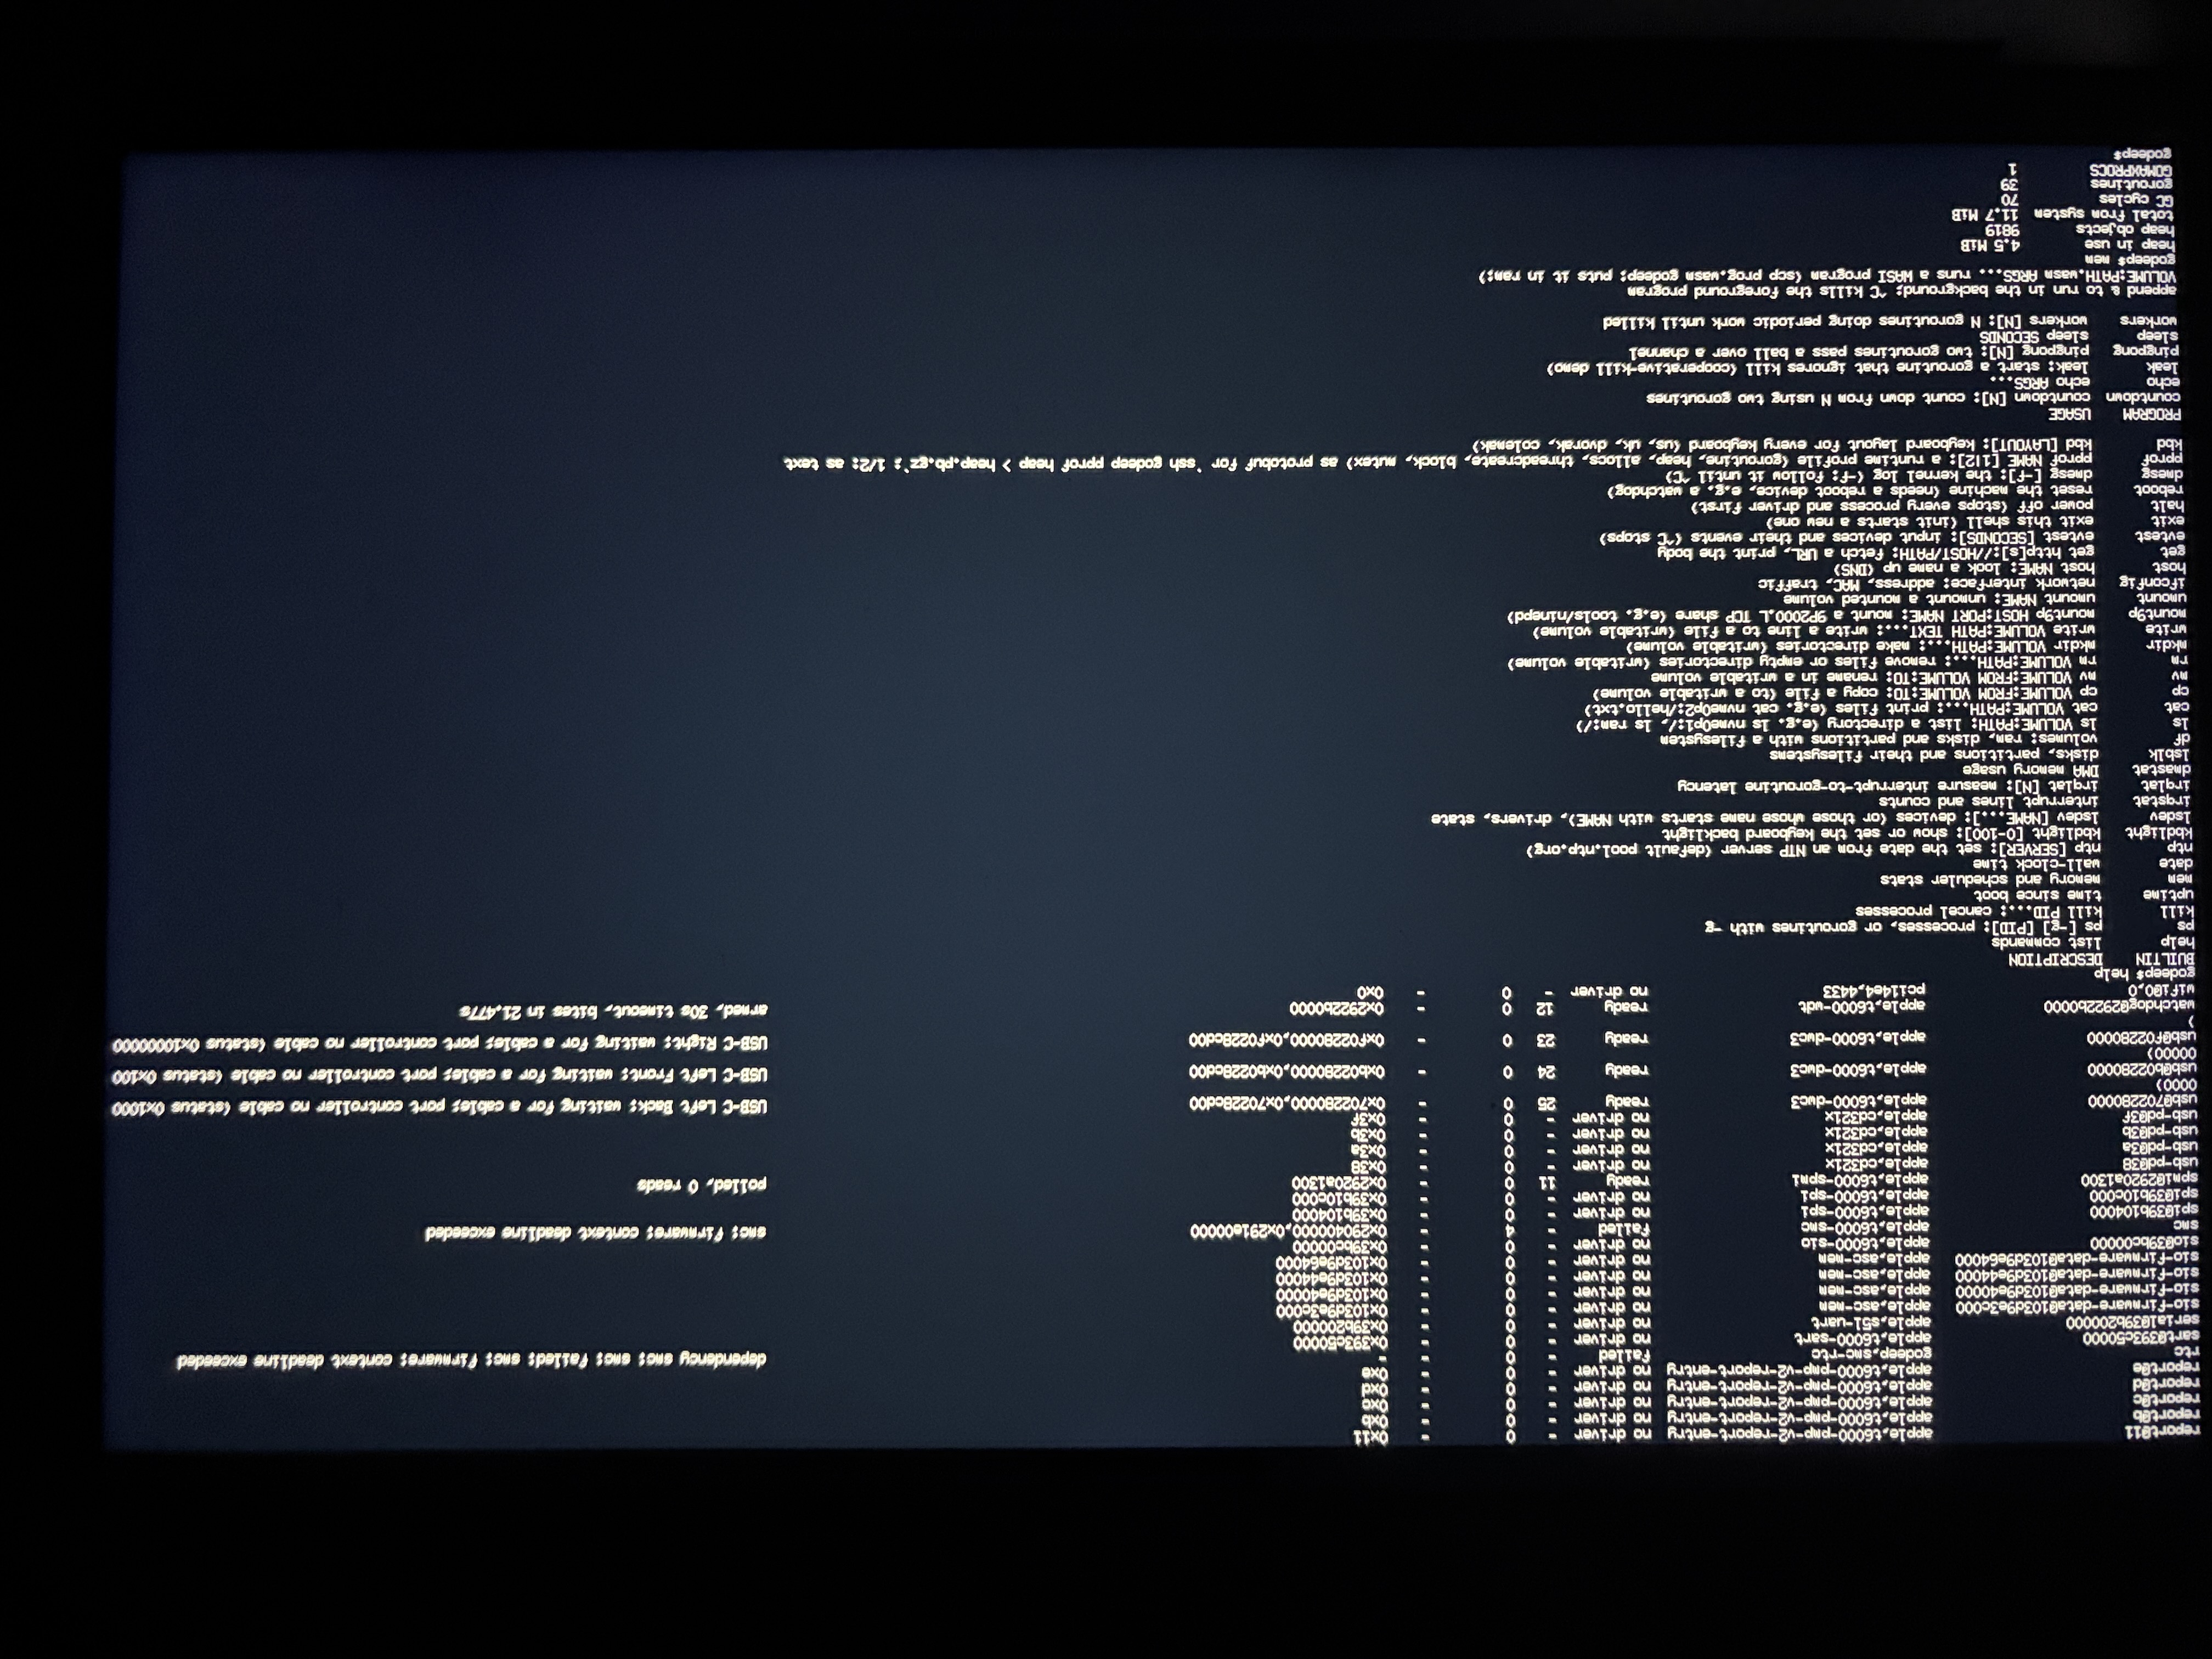 report@11 apple,t6000-pmp-v2-report-entry no driver - 0 - 0x11
report@b apple,t6000-pmp-v2-report-entry no driver - 0 - 0xb
report@c apple,t6000-pmp-v2-report-entry no driver - 0 - 0xc
report@d apple,t6000-pmp-v2-report-entry no driver - 0 - 0xd
report@e apple,t6000-pmp-v2-report-entry no driver - 0 - 0xe
rtc godeep,smc-rtc failed - 0 - - dependency smc: smc: failed: smc: firmware: context deadline exceeded
sart@393c50000 apple,t6000-sart no driver - 0 - 0x393c50000
serial@39b200000 apple,s5l-uart no driver - 0 - 0x39b200000
sio-firmware-data@103d9e3c000 apple,asc-mem no driver - 0 - 0x103d9e3c000
sio-firmware-data@103d9e40000 apple,asc-mem no driver - 0 - 0x103d9e40000
sio-firmware-data@103d9e44000 apple,asc-mem no driver - 0 - 0x103d9e44000
sio-firmware-data@103d9e64000 apple,asc-mem no driver - 0 - 0x103d9e64000
sio@39bc00000 apple,t6000-sio no driver - 0 - 0x39bc00000
smc apple,t6000-smc failed - 4 - 0x290400000,0x291e00000 smc: firmware: context deadline exceeded
spi@39b104000 apple,t6000-spi no driver - 0 - 0x39b104000
spi@39b10c000 apple,t6000-spi no driver - 0 - 0x39b10c000
spmi@2920a1300 apple,t6000-spmi ready 11 0 - 0x2920a1300 polled, 0 reads
usb-pd@38 apple,cd321x no driver - 0 - 0x38
usb-pd@3a apple,cd321x no driver - 0 - 0x3a
usb-pd@3b apple,cd321x no driver - 0 - 0x3b
usb-pd@3f apple,cd321x no driver - 0 - 0x3f
usb@702280000 apple,t6000-dwc3 ready 25 0 - 0x702280000,0x70228cd00 USB-C Left Back: waiting for a cable; port controller no cable (status 0x1000
0000)
usb@b02280000 apple,t6000-dwc3 ready 24 0 - 0xb02280000,0xb0228cd00 USB-C Left Front: waiting for a cable; port controller no cable (status 0x100
00000)
usb@f02280000 apple,t6000-dwc3 ready 23 0 - 0xf02280000,0xf0228cd00 USB-C Right: waiting for a cable; port controller no cable (status 0x10000000
)
watchdog@2922b0000 apple,t6000-wdt ready 12 0 - 0x2922b0000 armed, 30s timeout, bites in 21.477s
wifi@0,0 pci14e4,4433 no driver - 0 - 0x0
godeep$ help
BUILTIN DESCRIPTION
help list commands
ps ps [-g] [PID]: processes, or goroutines with -g
kill kill PID...: cancel processes
uptime time since boot
mem memory and scheduler stats
date wall-clock time
ntp ntp [SERVER]: set the date from an NTP server (default pool.ntp.org)
kbdlight kbdlight [0-100]: show or set the keyboard backlight
lsdev lsdev [NAME...]: devices (or those whose name starts with NAME), drivers, state
irqstat interrupt lines and counts
irqlat irqlat [N]: measure interrupt-to-goroutine latency
dmastat DMA memory usage
lsblk disks, partitions and their filesystems
df volumes: ram, disks and partitions with a filesystem
ls ls VOLUME:PATH: list a directory (e.g. ls nvme0p1:/, ls ram:/)
cat cat VOLUME:PATH...: print files (e.g. cat nvme0p2:/hello.txt)
cp cp VOLUME:FROM VOLUME:TO: copy a file (to a writable volume)
mv mv VOLUME:FROM VOLUME:TO: rename in a writable volume
rm rm VOLUME:PATH...: remove files or empty directories (writable volume)
mkdir mkdir VOLUME:PATH...: make directories (writable volume)
write write VOLUME:PATH TEXT...: write a line to a file (writable volume)
mount9p mount9p HOST:PORT NAME: mount a 9P2000.L TCP share (e.g. tools/ninepd)
umount umount NAME: unmount a mounted volume
ifconfig network interface: address, MAC, traffic
host host NAME: look a name up (DNS)
get get http[s]://HOST/PATH: fetch a URL, print the body
evtest evtest [SECONDS]: input devices and their events (^C stops)
exit exit this shell (init starts a new one)
halt power off (stops every process and driver first)
reboot reset the machine (needs a reboot device, e.g. a watchdog)
dmesg dmesg [-f]: the kernel log (-f: follow it until ^C)
pprof pprof NAME [1|2]: a runtime profile (goroutine, heap, allocs, threadcreate, block, mutex) as protobuf for `ssh godeep pprof heap > heap.pb.gz`; 1/2: as text
kbd kbd [LAYOUT]: keyboard layout for every keyboard (us, uk, dvorak, colemak)
PROGRAM USAGE
countdown countdown [N]: count down from N using two goroutines
echo echo ARGS...
leak leak: start a goroutine that ignores kill (cooperative-kill demo)
pingpong pingpong [N]: two goroutines pass a ball over a channel
sleep sleep SECONDS
workers workers [N]: N goroutines doing periodic work until killed
append & to run in the background; ^C kills the foreground program
VOLUME:PATH.wasm ARGS... runs a WASI program (scp prog.wasm godeep: puts it in ram:)
godeep$ mem
heap in use 4.5 MiB
heap objects 9819
total from system 11.7 MiB
GC cycles 70
goroutines 39
GOMAXPROCS 1
godeep$